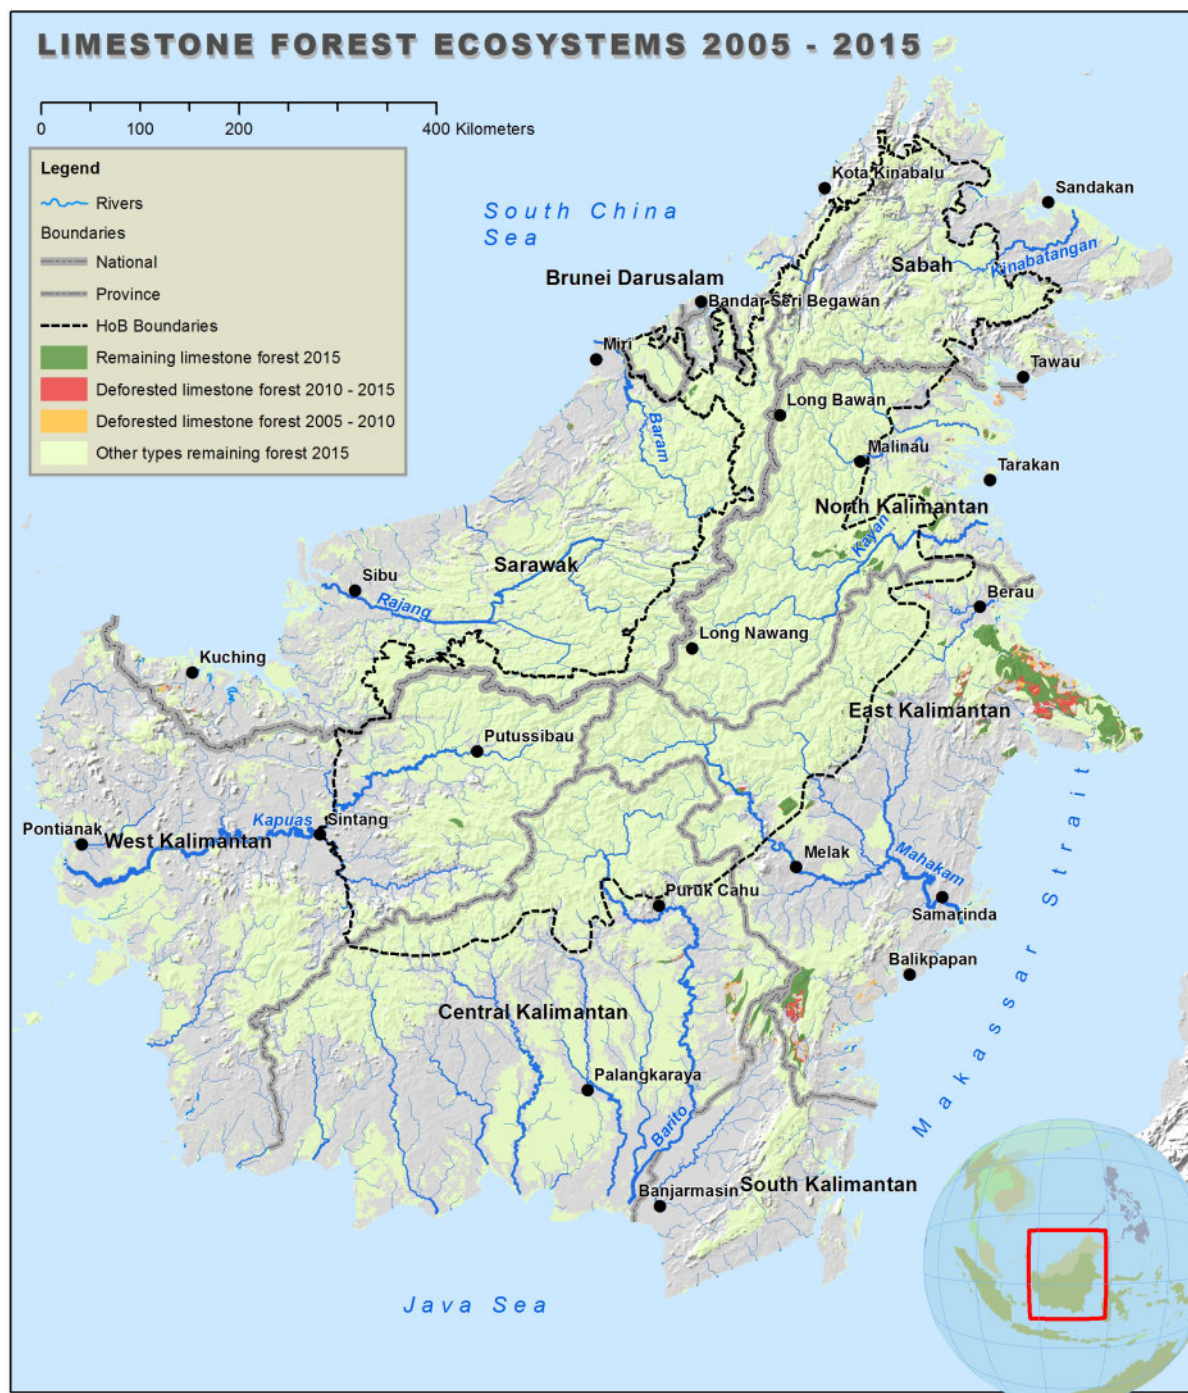 LIMESTONE FOREST ECOSYSTEMS 2005 - 2015
0 100 200 400 Kilometers
Legend
Rivers
Boundaries
National
Province
HoB Boundaries
Remaining limestone forest 2015
Deforested limestone forest 2010 - 2015
Deforested limestone forest 2005 - 2010
Other types remaining forest 2015
Kota Kinabalu
Sandakan
South China
Sea
Kinabatangan
Sabah
Brunei Darusalam
Bandar Seri Begawan
Miri
Tawau
Long Bawan
Baram
Malinau
Tarakan
North Kalimantan
Kayan
Sarawak
Sibu
Rajang
Berau
Long Nawang
Kuching
East Kalimantan
Putussibau
Makassar Strait
Kapuas
Sintang
Pontianak
West Kalimantan
Melak
Mahakam
Puruk Cahu
Samarinda
Balikpapan
Central Kalimantan
Palangkaraya
Barito
Banjarmasin
South Kalimantan
Java Sea